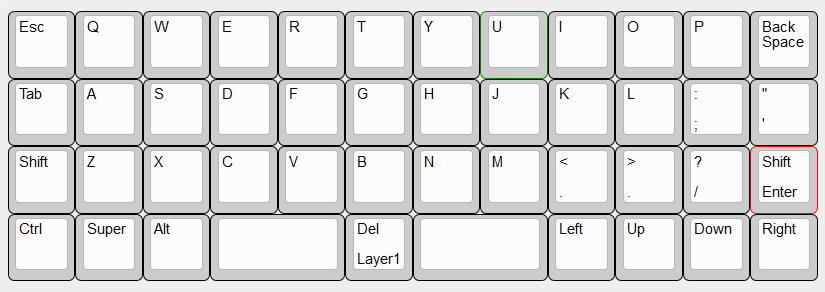 Esc Q W E R T Y U I O P Back
Space
Tab A S D F G H J K L : "
; '
Shift Z X C V B N M < > ? Shift
. . / Enter
Ctrl Super Alt Del Left Up Down Right
Layer1